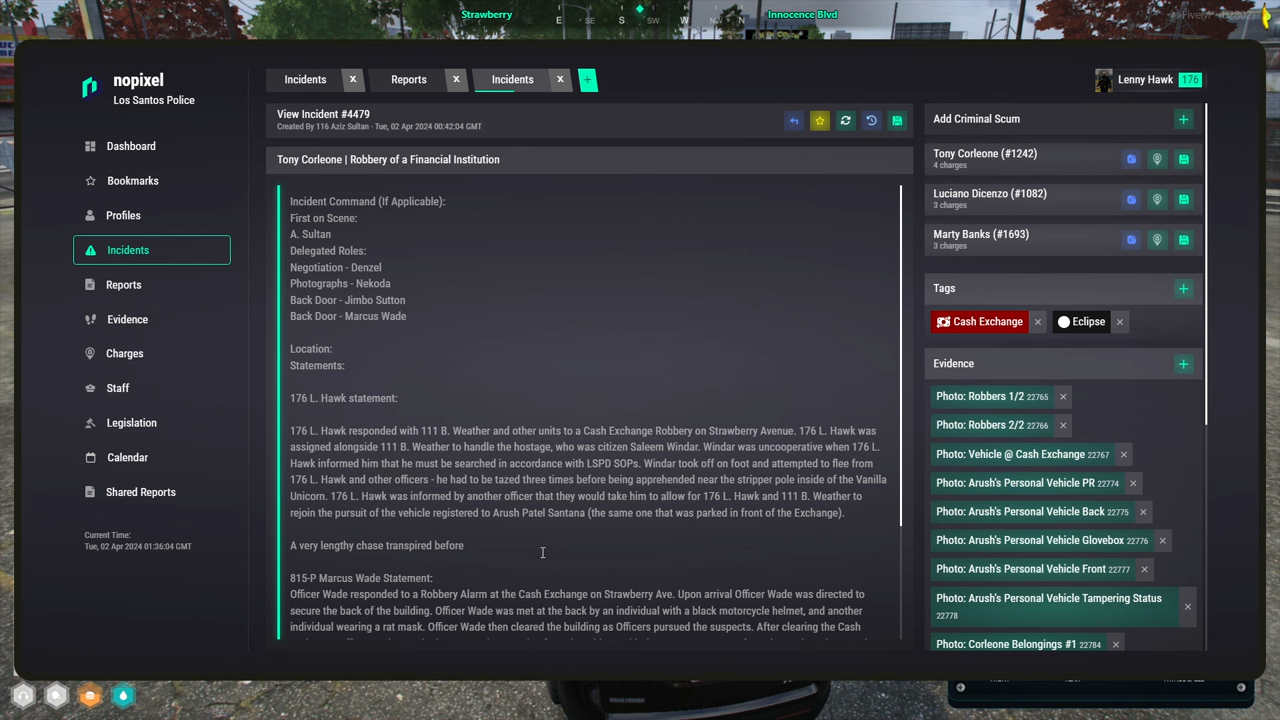 Strawberry
E SE S SW W NW N
Innocence Blvd
nopixel
Los Santos Police
Incidents x
Reports x
Incidents x
+
Lenny Hawk 176
Dashboard
Bookmarks
Profiles
Incidents
Reports
Evidence
Charges
Staff
Legislation
Calendar
Shared Reports
Current Time:
Tue, 02 Apr 2024 01:36:04 GMT
View Incident #4479
Created By 116 Aziz Sultan - Tue, 02 Apr 2024 00:42:04 GMT
Tony Corleone | Robbery of a Financial Institution
Incident Command (If Applicable):
First on Scene:
A. Sultan
Delegated Roles:
Negotiation - Denzel
Photographs - Nekoda
Back Door - Jimbo Sutton
Back Door - Marcus Wade
Location:
Statements:
176 L. Hawk statement:
176 L. Hawk responded with 111 B. Weather and other units to a Cash Exchange Robbery on Strawberry Avenue. 176 L. Hawk was
assigned alongside 111 B. Weather to handle the hostage, who was citizen Saleem Windar. Windar was uncooperative when 176 L.
Hawk informed him that he must be searched in accordance with LSPD SOPs. Windar took off on foot and attempted to flee from
176 L. Hawk and other officers - he had to be tazed three times before being apprehended near the stripper pole inside of the Vanilla
Unicorn. 176 L. Hawk was informed by another officer that they would take him to allow for 176 L. Hawk and 111 B. Weather to
rejoin the pursuit of the vehicle registered to Arush Patel Santana (the same one that was parked in front of the Exchange).
A very lengthy chase transpired before
815-P Marcus Wade Statement:
Officer Wade responded to a Robbery Alarm at the Cash Exchange on Strawberry Ave. Upon arrival Officer Wade was directed to
secure the back of the building. Officer Wade was met at the back by an individual with a black motorcycle helmet, and another
individual wearing a rat mask. Officer Wade then cleared the building as Officers pursued the suspects. After clearing the Cash
Add Criminal Scum +
Tony Corleone (#1242)
4 charges
Luciano Dicenzo (#1082)
3 charges
Marty Banks (#1693)
3 charges
Tags +
Cash Exchange ×
Eclipse ×
Evidence +
Photo: Robbers 1/2 22765 ×
Photo: Robbers 2/2 22766 ×
Photo: Vehicle @ Cash Exchange 22767 ×
Photo: Arush's Personal Vehicle PR 22774 ×
Photo: Arush's Personal Vehicle Back 22775 ×
Photo: Arush's Personal Vehicle Glovebox 22776 ×
Photo: Arush's Personal Vehicle Front 22777 ×
Photo: Arush's Personal Vehicle Tampering Status
22778 ×
Photo: Corleone Belongings #1 22784 ×